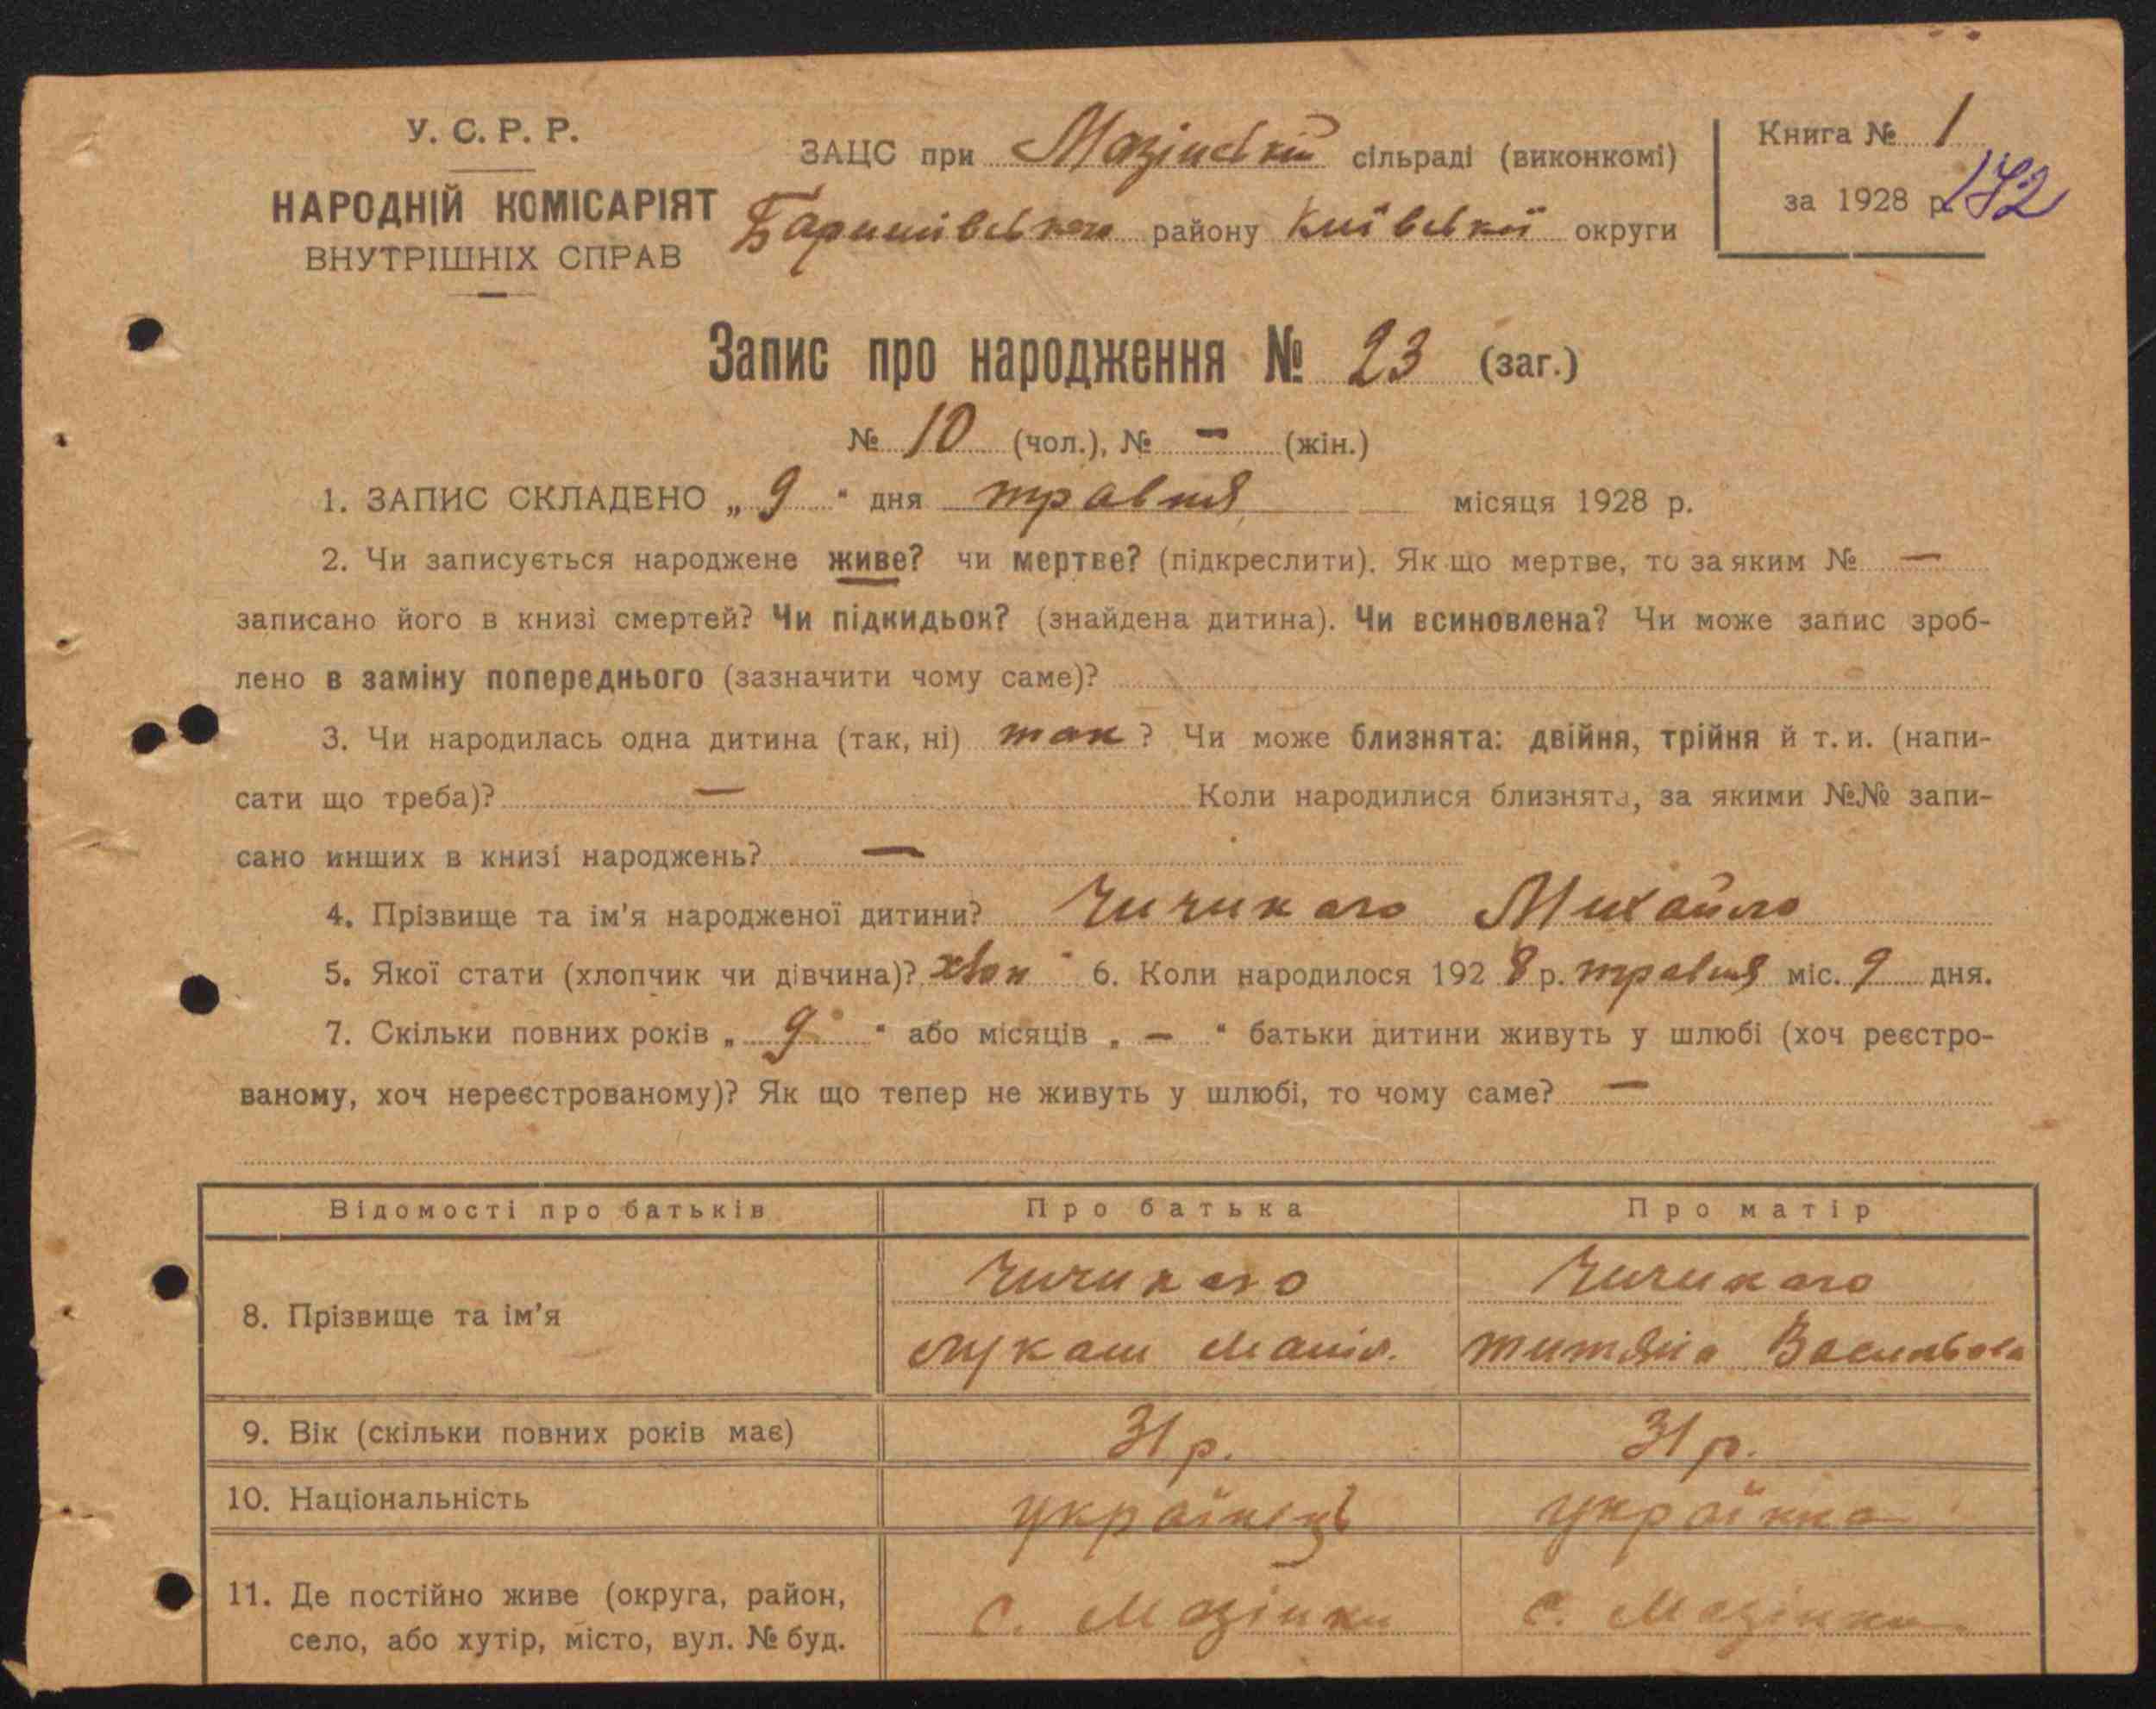 У. С. Р. Р.
НАРОДНІЙ КОМІСАРІЯТ
ВНУТРІШНІХ СПРАВ
ЗАЦС при Мазінській сільраді (виконкомі)
Баришівського району Київської округи
Книга № 1
за 1928 р. 172
Запис про народження № 23 (заг.)
№ 10 (чол.), № — (жін.)
1. ЗАПИС СКЛАДЕНО „ 9 " дня травня місяця 1928 р.
2. Чи записується народжене живе? чи мертве? (підкреслити). Як що мертве, то за яким № —
записано його в книзі смертей? Чи підкидьок? (знайдена дитина). Чи всиновлена? Чи може запис зроб-
лено в заміну попереднього (зазначити чому саме)?
3. Чи народилась одна дитина (так, ні) так ? Чи може близнята: двійня, трійня й т. и. (напи-
сати що треба)? — Коли народилися близнята, за якими №№ запи-
сано инших в книзі народжень? —
4. Прізвище та ім'я народженої дитини? Чичикало Михайло
5. Якої стати (хлопчик чи дівчина)? 6. Коли народилося 192 8 р. травня міс. 9 дня.
7. Скільки повних років „ 9 " або місяців „ — " батьки дитини живуть у шлюбі (хоч реєстро-
ваному, хоч нереєстрованому)? Як що тепер не живуть у шлюбі, то чому саме? —
Відомості про батьків Про батька Про матір
8. Прізвище та ім'я
Чичикало Чичикало
Лукаш
9. Вік (скільки повних років має) 31 р. 31 р.
10. Національність українець українка
11. Де постійно живе (округа, район,
село, або хутір, місто, вул. № буд.
с. Мазінки с. Мазінки